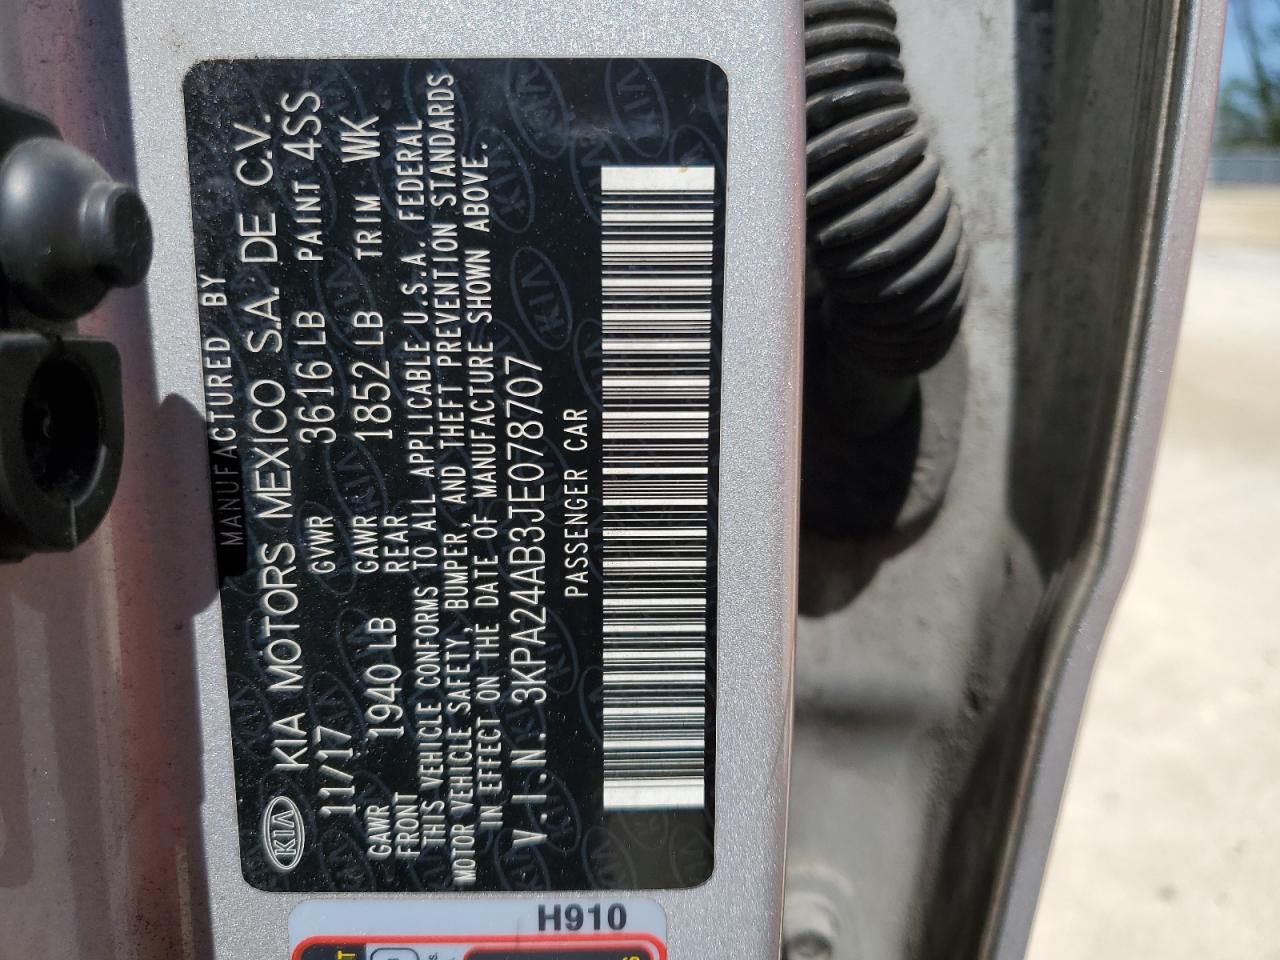 MANUFACTURED BY
KIA KIA MOTORS MEXICO S.A. DE C.V.
11/17 GVWR 3616 LB PAINT 4SS
GAWR FRONT 1940 LB GAWR REAR 1852 LB TRIM WK
THIS VEHICLE CONFORMS TO ALL APPLICABLE U.S.A. FEDERAL
MOTOR VEHICLE SAFETY, BUMPER, AND THEFT PREVENTION STANDARDS
IN EFFECT ON THE DATE OF MANUFACTURE SHOWN ABOVE.
V.I.N. 3KPA24AB3JE078707
PASSENGER CAR
H910